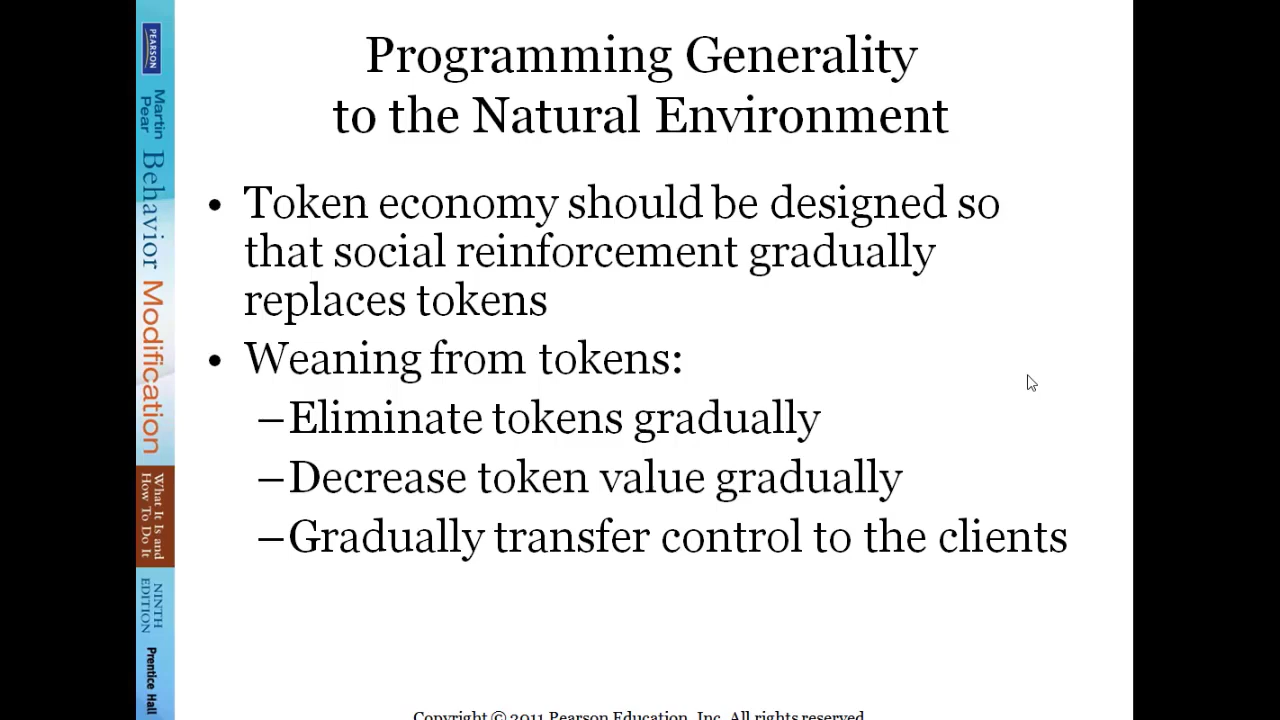 Programming Generality
to the Natural Environment
• Token economy should be designed so
that social reinforcement gradually
replaces tokens
• Weaning from tokens:
–Eliminate tokens gradually
–Decrease token value gradually
–Gradually transfer control to the clients
PEARSON
Martin
Pear
Behavior Modification
What It Is and
How To Do It
NINTH
EDITION
Prentice Hall
Copyright © 2011 Pearson Education, Inc. All rights reserved